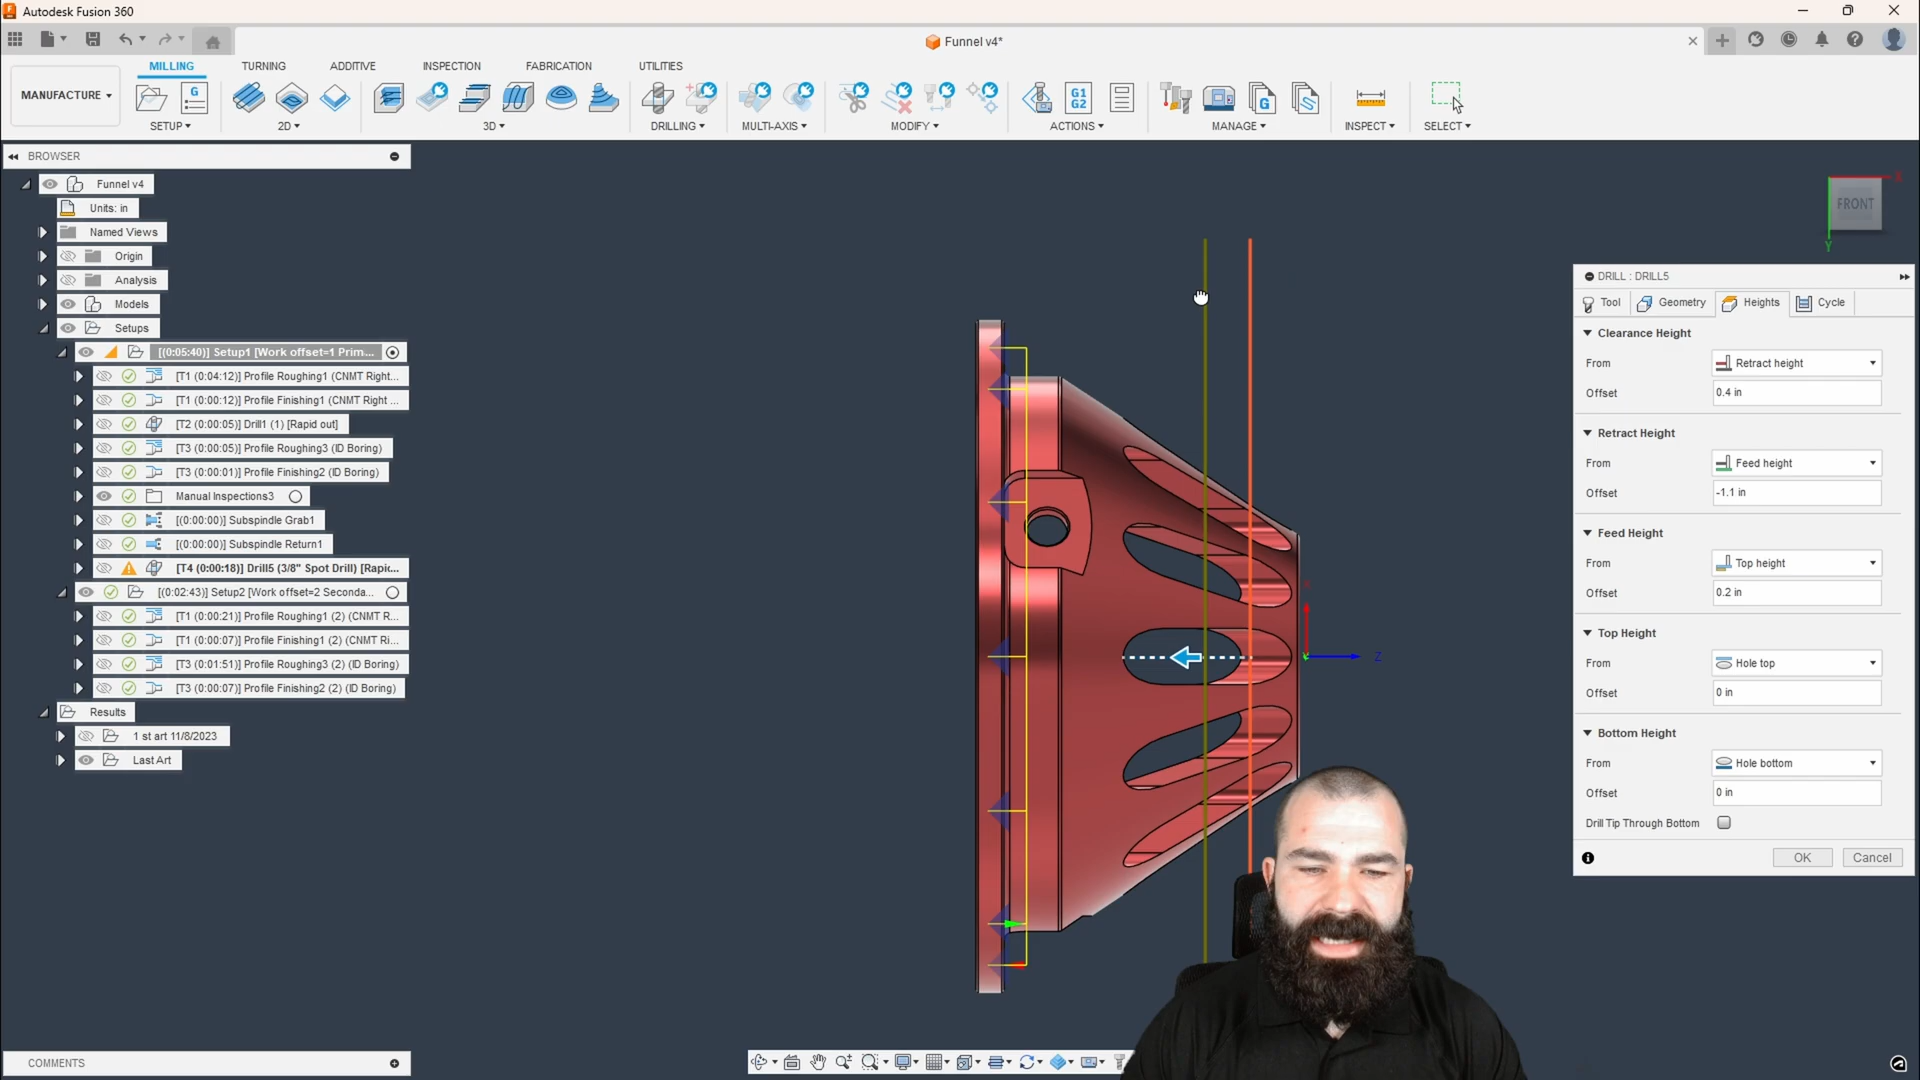 Autodesk Fusion 360
Funnel v4*
MANUFACTURE
MILLING TURNING ADDITIVE INSPECTION FABRICATION UTILITIES
G
G1
G2
G
SETUP 2D 3D DRILLING MULTI-AXIS MODIFY ACTIONS MANAGE INSPECT SELECT
BROWSER
Funnel v4
Units: in
Named Views
Origin
Analysis
Models
Setups
[(0:05:40)] Setup1 [Work offset=1 Prim...
[T1 (0:04:12)] Profile Roughing1 (CNMT Right...
[T1 (0:00:12)] Profile Finishing1 (CNMT Right ...
[T2 (0:00:05)] Drill1 (1) [Rapid out]
[T3 (0:00:05)] Profile Roughing3 (ID Boring)
[T3 (0:00:01)] Profile Finishing2 (ID Boring)
Manual Inspections3
[(0:00:00)] Subspindle Grab1
[(0:00:00)] Subspindle Return1
[T4 (0:00:18)] Drill5 (3/8" Spot Drill) [Rapi...
[(0:02:43)] Setup2 [Work offset=2 Seconda...
[T1 (0:00:21)] Profile Roughing1 (2) (CNMT R...
[T1 (0:00:07)] Profile Finishing1 (2) (CNMT Ri...
[T3 (0:01:51)] Profile Roughing3 (2) (ID Boring)
[T3 (0:00:07)] Profile Finishing2 (2) (ID Boring)
Results
1 st art 11/8/2023
Last Art
COMMENTS
Z
X
FRONT
Y
DRILL : DRILL5
Tool Geometry Heights Cycle
Clearance Height
From Retract height
Offset 0.4 in
Retract Height
From Feed height
Offset -1.1 in
Feed Height
From Top height
Offset 0.2 in
Top Height
From Hole top
Offset 0 in
Bottom Height
From Hole bottom
Offset 0 in
Drill Tip Through Bottom
OK Cancel